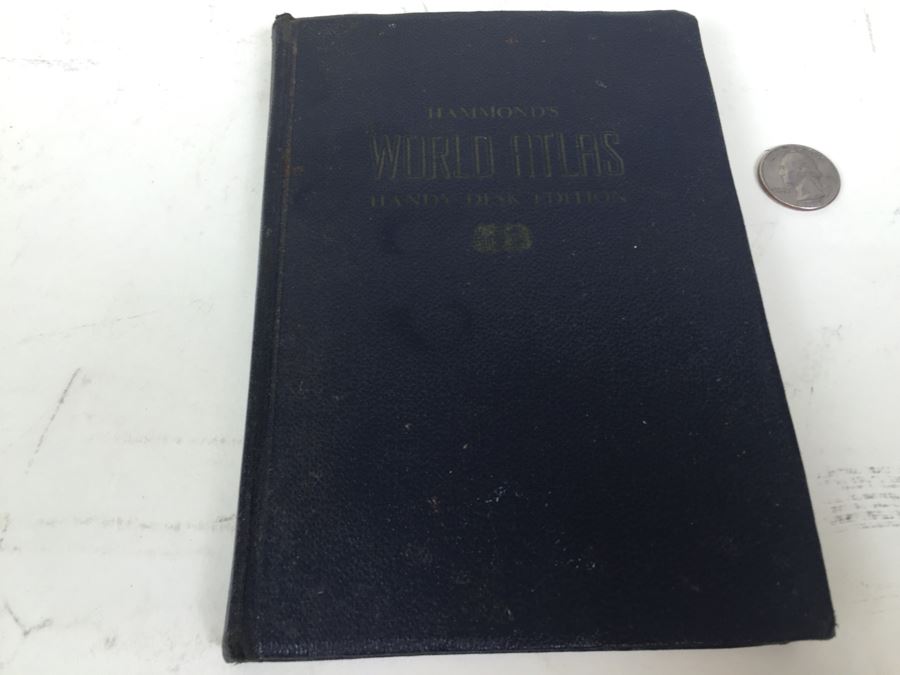 HAMMOND'S
WORLD ATLAS
HANDY DESK EDITION